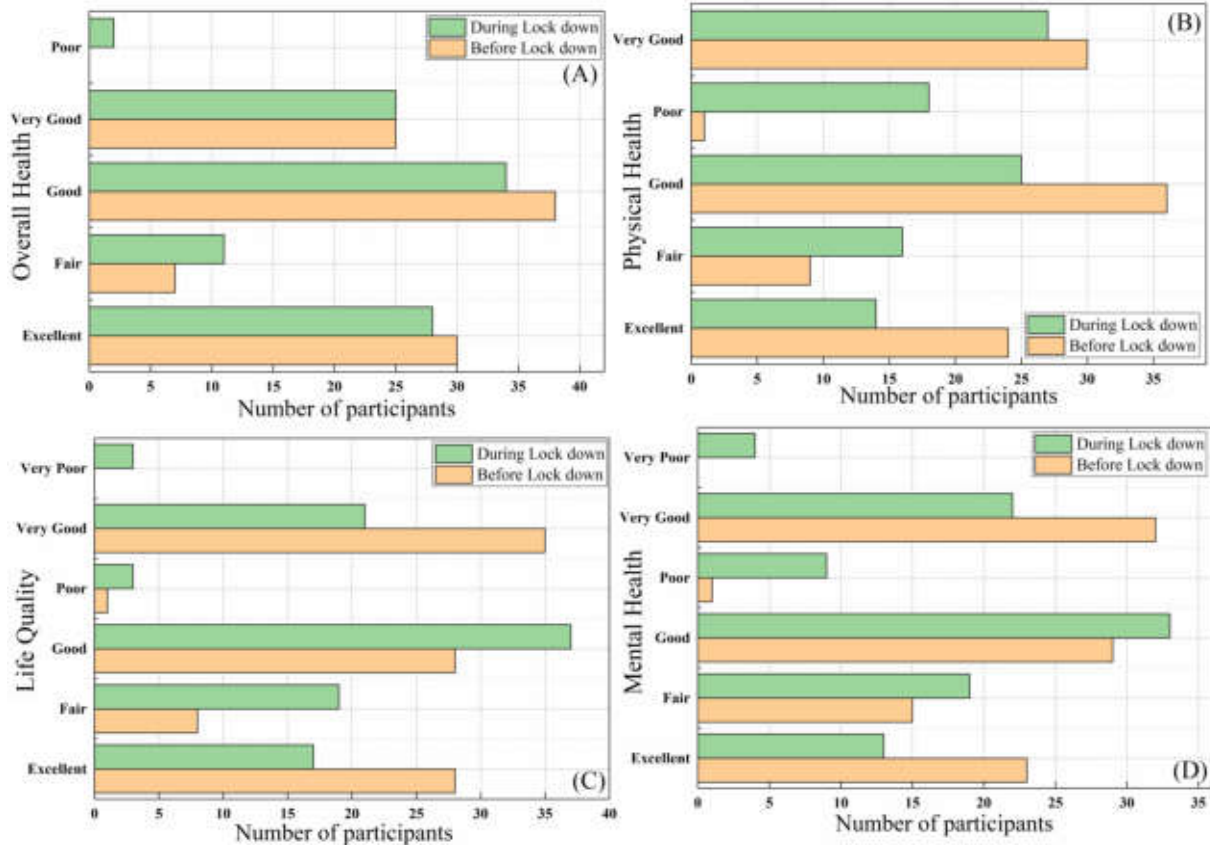 During Lock down
Before Lock down
(A)
Overall Health
Poor
Very Good
Good
Fair
Excellent
0 5 10 15 20 25 30 35 40
Number of participants
(B)
Physical Health
Very Good
Poor
Good
Fair
Excellent
During Lock down
Before Lock down
0 5 10 15 20 25 30 35
Number of participants
During Lock down
Before Lock down
Life Quality
Very Poor
Very Good
Poor
Good
Fair
Excellent
(C)
0 5 10 15 20 25 30 35 40
Number of participants
During Lock down
Before Lock down
Mental Health
Very Poor
Very Good
Poor
Good
Fair
Excellent
(D)
0 5 10 15 20 25 30 35
Number of participants